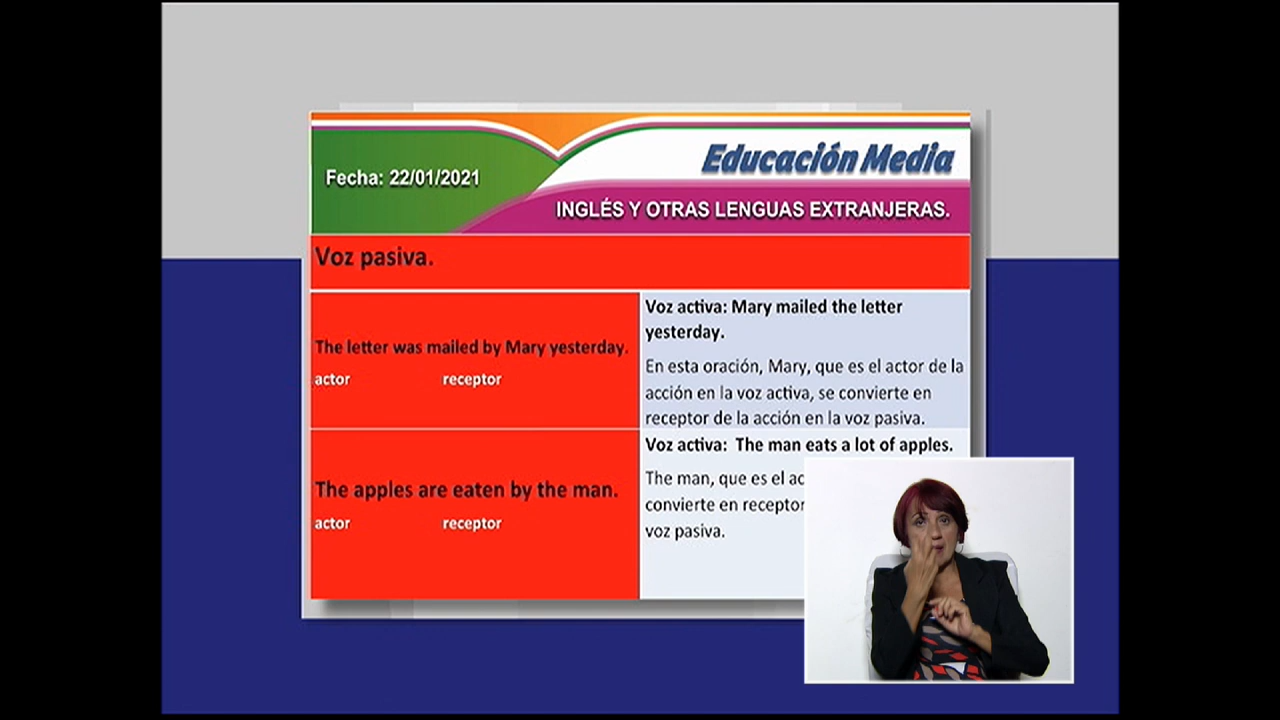 Fecha: 22/01/2021
Educación Media
INGLÉS Y OTRAS LENGUAS EXTRANJERAS.
Voz pasiva.
The letter was mailed by Mary yesterday.
actor receptor
Voz activa: Mary mailed the letter
yesterday.
En esta oración, Mary, que es el actor de la
acción en la voz activa, se convierte en
receptor de la acción en la voz pasiva.
The apples are eaten by the man.
actor receptor
Voz activa: The man eats a lot of apples.
The man, que es el
convierte en receptor
voz pasiva.